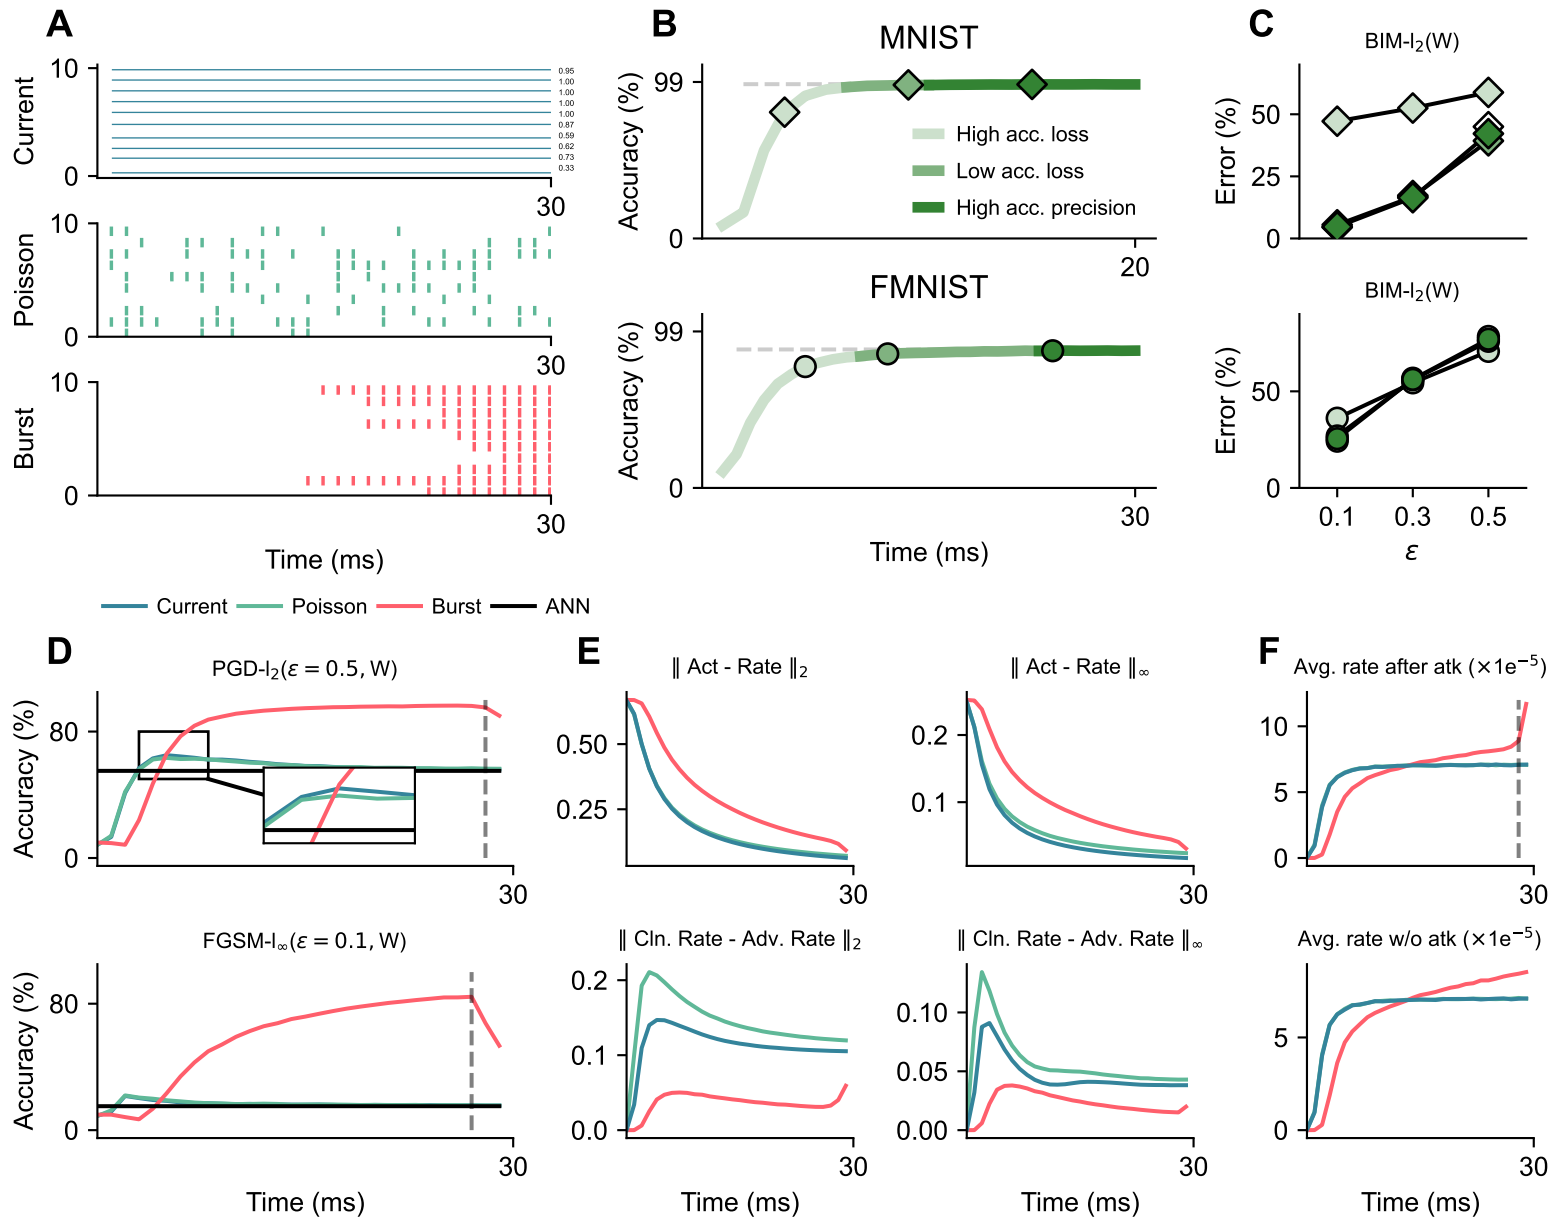 A
Current
10
0
0.95
1.00
1.00
1.00
1.00
0.87
0.59
0.62
0.73
0.33
30
Poisson
10
0
30
Burst
10
0
30
Time (ms)
B
MNIST
Accuracy (%)
99
0
20
High acc. loss
Low acc. loss
High acc. precision
FMNIST
Accuracy (%)
99
0
30
Time (ms)
C
BIM-l₂(W)
Error (%)
50
25
0
BIM-l₂(W)
Error (%)
50
0
0.1 0.3 0.5
ε
Current Poisson Burst ANN
D
PGD-l₂(ε = 0.5, W)
Accuracy (%)
80
0
30
FGSM-l∞(ε = 0.1, W)
Accuracy (%)
80
0
30
Time (ms)
E
‖ Act - Rate ‖₂
0.50
0.25
30
‖ Act - Rate ‖∞
0.2
0.1
30
‖ Cln. Rate - Adv. Rate ‖₂
0.2
0.1
0.0
30
Time (ms)
‖ Cln. Rate - Adv. Rate ‖∞
0.10
0.05
0.00
30
Time (ms)
F
Avg. rate after atk (×1e⁻⁵)
10
5
0
30
Avg. rate w/o atk (×1e⁻⁵)
5
0
30
Time (ms)